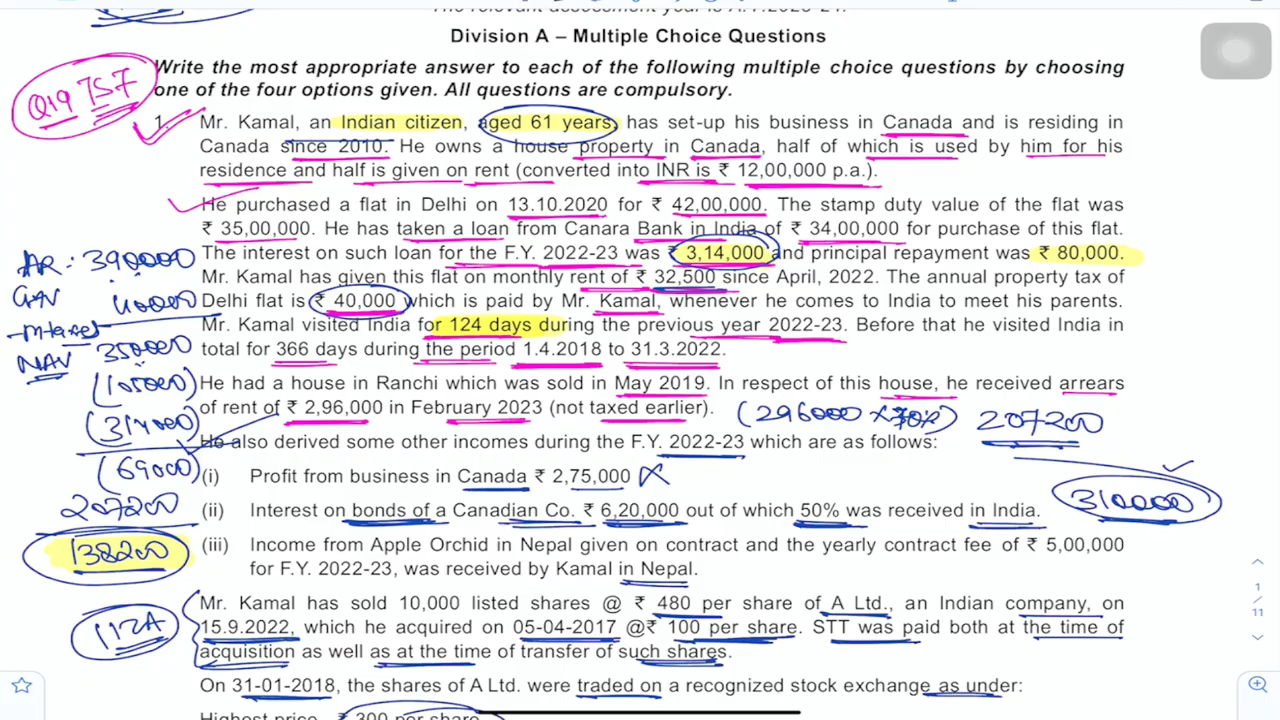 The relevant assessment year is A.Y.2023-24.
Division A – Multiple Choice Questions
Write the most appropriate answer to each of the following multiple choice questions by choosing
one of the four options given. All questions are compulsory.
Q19 757
1. Mr. Kamal, an Indian citizen, aged 61 years, has set-up his business in Canada and is residing in
Canada since 2010. He owns a house property in Canada, half of which is used by him for his
residence and half is given on rent (converted into INR is ₹ 12,00,000 p.a.).
He purchased a flat in Delhi on 13.10.2020 for ₹ 42,00,000. The stamp duty value of the flat was
₹ 35,00,000. He has taken a loan from Canara Bank in India of ₹ 34,00,000 for purchase of this flat.
The interest on such loan for the F.Y. 2022-23 was ₹ 3,14,000 and principal repayment was ₹ 80,000.
Mr. Kamal has given this flat on monthly rent of ₹ 32,500 since April, 2022. The annual property tax of
Delhi flat is ₹ 40,000 which is paid by Mr. Kamal, whenever he comes to India to meet his parents.
Mr. Kamal visited India for 124 days during the previous year 2022-23. Before that he visited India in
total for 366 days during the period 1.4.2018 to 31.3.2022.
AR: 390000
GAV 40000
NAV 350000
(105000)
(314000)
(69000)
207200
138200
He had a house in Ranchi which was sold in May 2019. In respect of this house, he received arrears
of rent of ₹ 2,96,000 in February 2023 (not taxed earlier).
(296000 x 70%) 207200
He also derived some other incomes during the F.Y. 2022-23 which are as follows:
(i) Profit from business in Canada ₹ 2,75,000
(ii) Interest on bonds of a Canadian Co. ₹ 6,20,000 out of which 50% was received in India.
310000
(iii) Income from Apple Orchid in Nepal given on contract and the yearly contract fee of ₹ 5,00,000
for F.Y. 2022-23, was received by Kamal in Nepal.
112A
Mr. Kamal has sold 10,000 listed shares @ ₹ 480 per share of A Ltd., an Indian company, on
15.9.2022, which he acquired on 05-04-2017 @₹ 100 per share. STT was paid both at the time of
acquisition as well as at the time of transfer of such shares.
On 31-01-2018, the shares of A Ltd. were traded on a recognized stock exchange as under:
Highest price - ₹ 300 per share
1
11